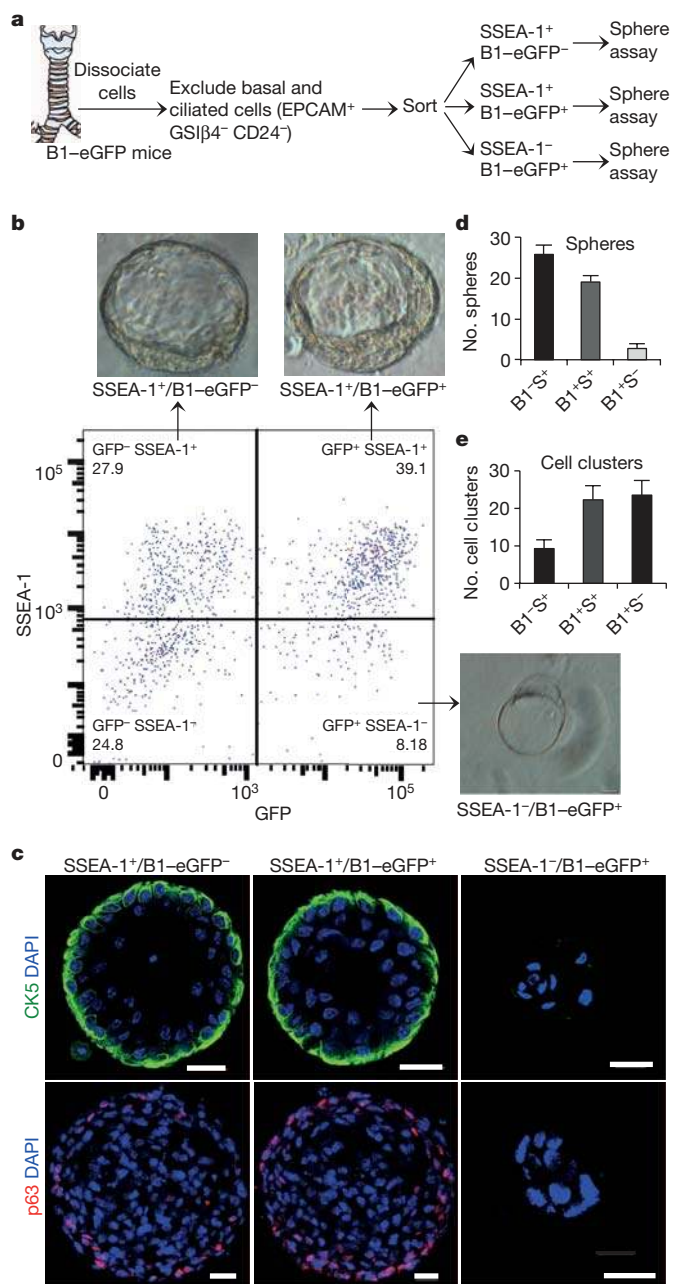 a
B1–eGFP mice
Dissociate
cells
Exclude basal and
ciliated cells (EPCAM⁺
GSIβ4⁻ CD24⁻)
Sort
SSEA-1⁺
B1–eGFP⁻
Sphere
assay
SSEA-1⁺
B1–eGFP⁺
Sphere
assay
SSEA-1⁻
B1–eGFP⁺
Sphere
assay
b
SSEA-1⁺/B1–eGFP⁻
SSEA-1⁺/B1–eGFP⁺
GFP⁻ SSEA-1⁺
27.9
GFP⁺ SSEA-1⁺
39.1
GFP⁻ SSEA-1⁻
24.8
GFP⁺ SSEA-1⁻
8.18
SSEA-1
10⁵
10³
0
0
10³
10⁵
GFP
SSEA-1⁻/B1–eGFP⁺
d
Spheres
No. spheres
30
20
10
0
B1⁻S⁺
B1⁺S⁺
B1⁺S⁻
e
Cell clusters
No. cell clusters
30
20
10
0
B1⁻S⁺
B1⁺S⁺
B1⁺S⁻
c
SSEA-1⁺/B1–eGFP⁻
SSEA-1⁺/B1–eGFP⁺
SSEA-1⁻/B1–eGFP⁺
CK5 DAPI
p63 DAPI